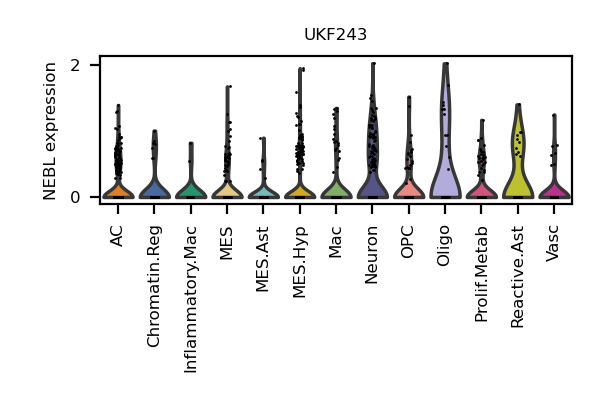 UKF243
NEBL expression
2
0
AC
Chromatin.Reg
Inflammatory.Mac
MES
MES.Ast
MES.Hyp
Mac
Neuron
OPC
Oligo
Prolif.Metab
Reactive.Ast
Vasc